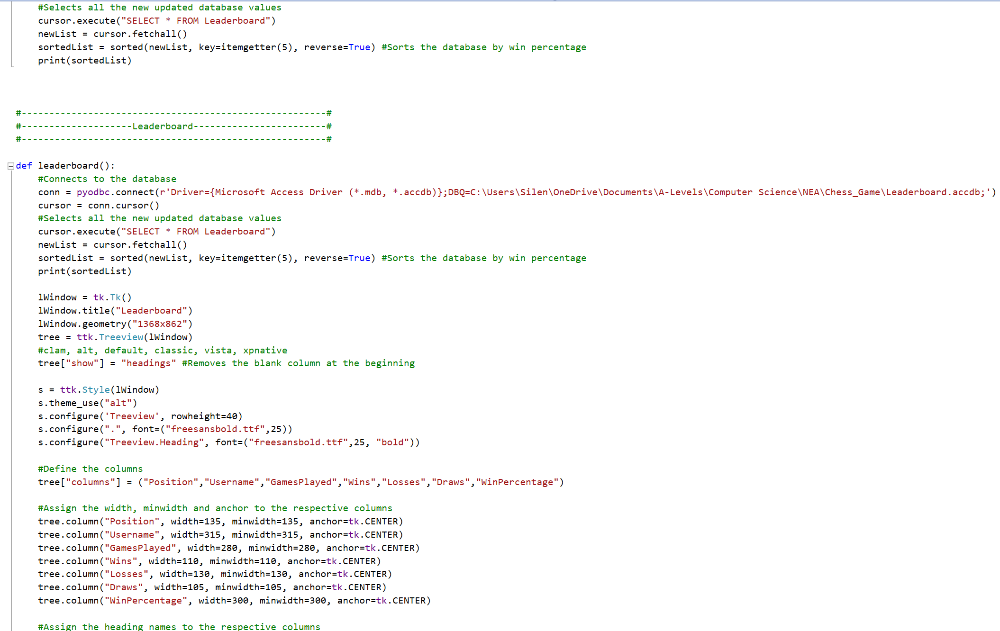 #Selects all the new updated database values
cursor.execute("SELECT * FROM Leaderboard")
newList = cursor.fetchall()
sortedList = sorted(newList, key=itemgetter(5), reverse=True) #Sorts the database by win percentage
print(sortedList)
#-------------------------------------------------------#
#--------------------Leaderboard------------------------#
#-------------------------------------------------------#
def leaderboard():
#Connects to the database
conn = pyodbc.connect(r'Driver={Microsoft Access Driver (*.mdb, *.accdb)};DBQ=C:\Users\Silen\OneDrive\Documents\A-Levels\Computer Science\NEA\Chess_Game\Leaderboard.accdb;')
cursor = conn.cursor()
#Selects all the new updated database values
cursor.execute("SELECT * FROM Leaderboard")
newList = cursor.fetchall()
sortedList = sorted(newList, key=itemgetter(5), reverse=True) #Sorts the database by win percentage
print(sortedList)
lWindow = tk.Tk()
lWindow.title("Leaderboard")
lWindow.geometry("1368x862")
tree = ttk.Treeview(lWindow)
#clam, alt, default, classic, vista, xpnative
tree["show"] = "headings" #Removes the blank column at the beginning
s = ttk.Style(lWindow)
s.theme_use("alt")
s.configure('Treeview', rowheight=40)
s.configure(".", font=("freesansbold.ttf",25))
s.configure("Treeview.Heading", font=("freesansbold.ttf",25, "bold"))
#Define the columns
tree["columns"] = ("Position","Username","GamesPlayed","Wins","Losses","Draws","WinPercentage")
#Assign the width, minwidth and anchor to the respective columns
tree.column("Position", width=135, minwidth=135, anchor=tk.CENTER)
tree.column("Username", width=315, minwidth=315, anchor=tk.CENTER)
tree.column("GamesPlayed", width=280, minwidth=280, anchor=tk.CENTER)
tree.column("Wins", width=110, minwidth=110, anchor=tk.CENTER)
tree.column("Losses", width=130, minwidth=130, anchor=tk.CENTER)
tree.column("Draws", width=105, minwidth=105, anchor=tk.CENTER)
tree.column("WinPercentage", width=300, minwidth=300, anchor=tk.CENTER)
#Assign the heading names to the respective columns